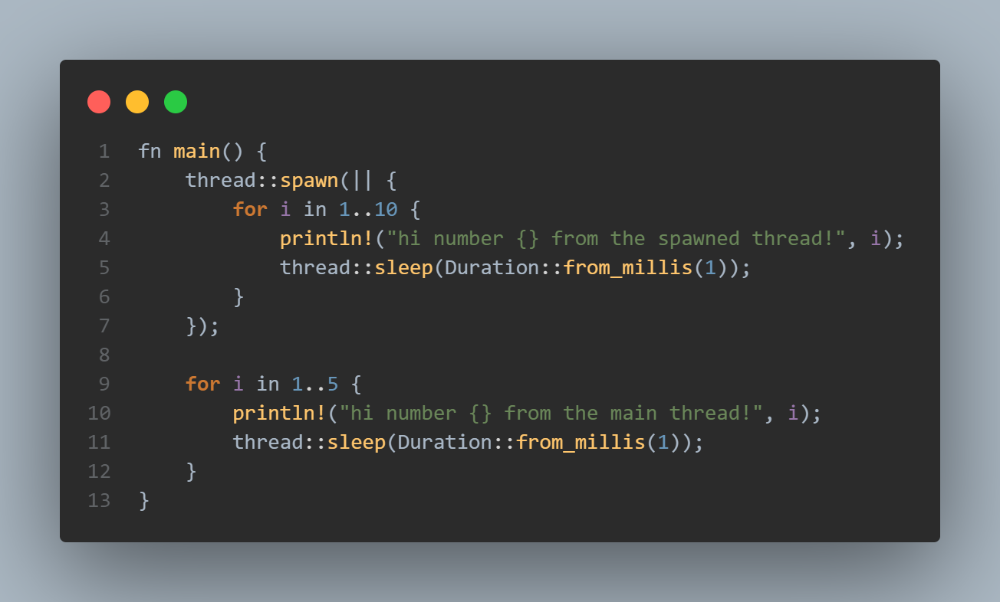 1 fn main() {
2     thread::spawn(|| {
3         for i in 1..10 {
4             println!("hi number {} from the spawned thread!", i);
5             thread::sleep(Duration::from_millis(1));
6         }
7     });
8
9     for i in 1..5 {
10         println!("hi number {} from the main thread!", i);
11         thread::sleep(Duration::from_millis(1));
12     }
13 }